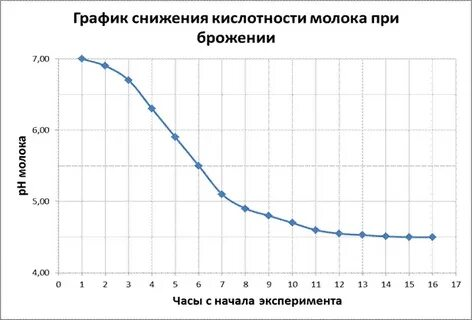 График снижения кислотности молока при
брожении
7,00
6,00
5,00
4,00
рН молока
0 1 2 3 4 5 6 7 8 9 10 11 12 13 14 15 16 17
Часы с начала эксперимента